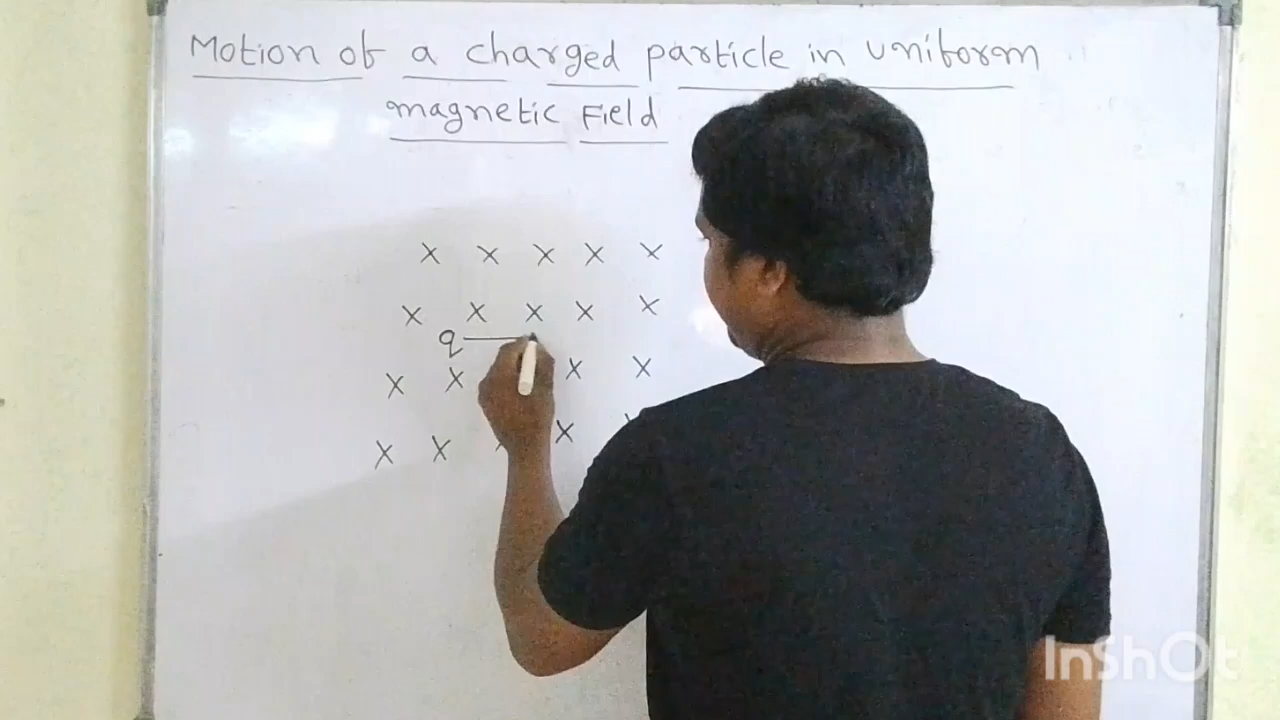 Motion of a charged particle in uniform
magnetic Field
x x x x x
x x x x x
q
x x x x
x x x
InShOt